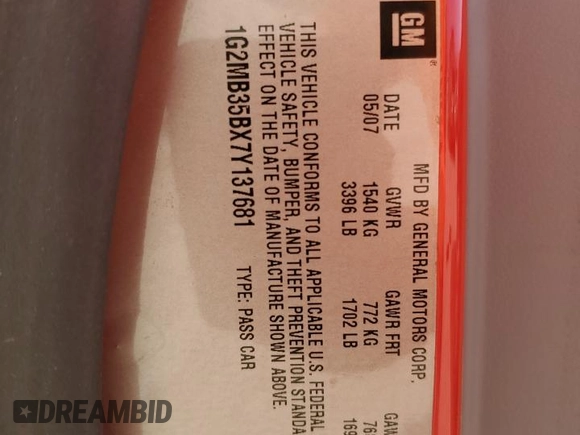 GM
®
MFD BY GENERAL MOTORS CORP.
DATE GVWR GAWR FRT GAW
05/07 1540 KG 772 KG
3396 LB 1702 LB
THIS VEHICLE CONFORMS TO ALL APPLICABLE U.S. FEDERAL
VEHICLE SAFETY, BUMPER, AND THEFT PREVENTION STANDA
EFFECT ON THE DATE OF MANUFACTURE SHOWN ABOVE.
1G2MB35BX7Y137681 TYPE: PASS CAR
DREAMBID